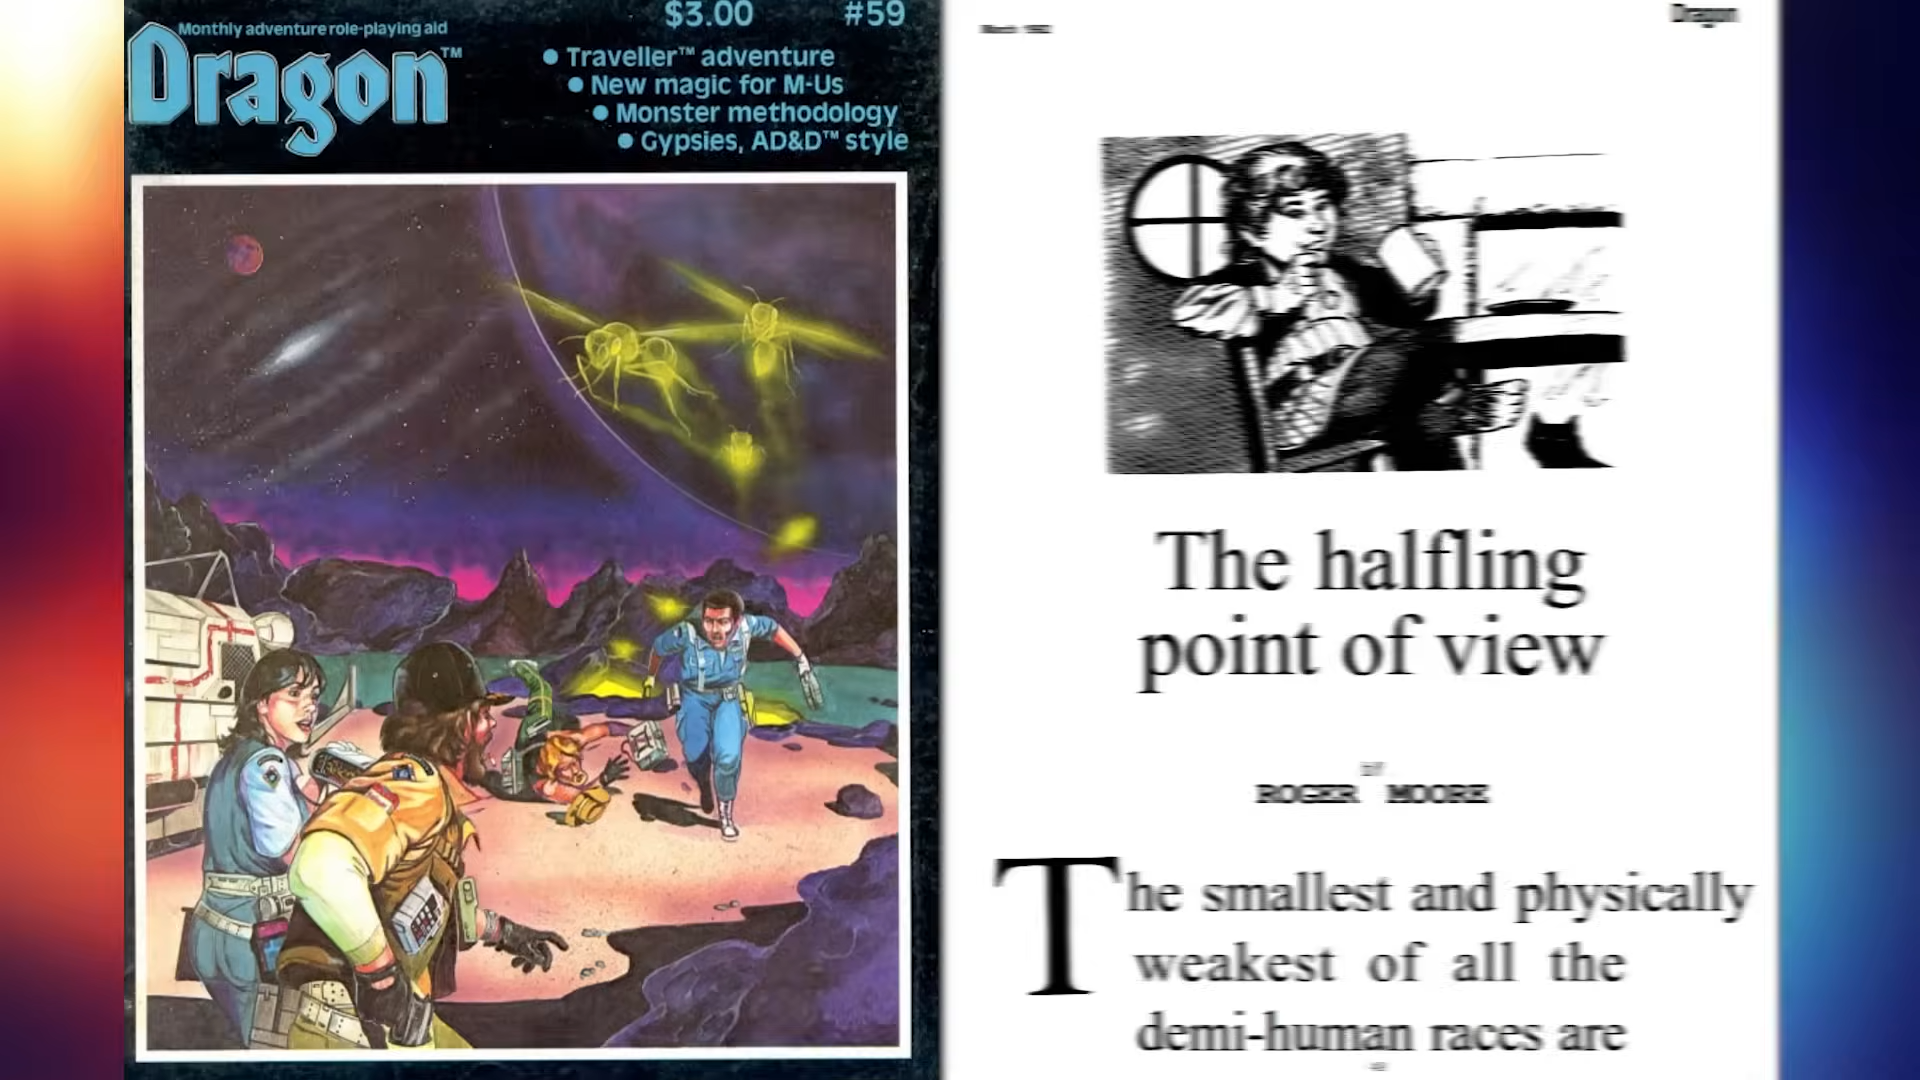 Monthly adventure role-playing aid
Dragon™
$3.00 #59
• Traveller™ adventure
• New magic for M-Us
• Monster methodology
• Gypsies, AD&D™ style
Dragon
The halfling
point of view
BY
ROGER MOORE
The smallest and physically
weakest of all the
demi-human races are